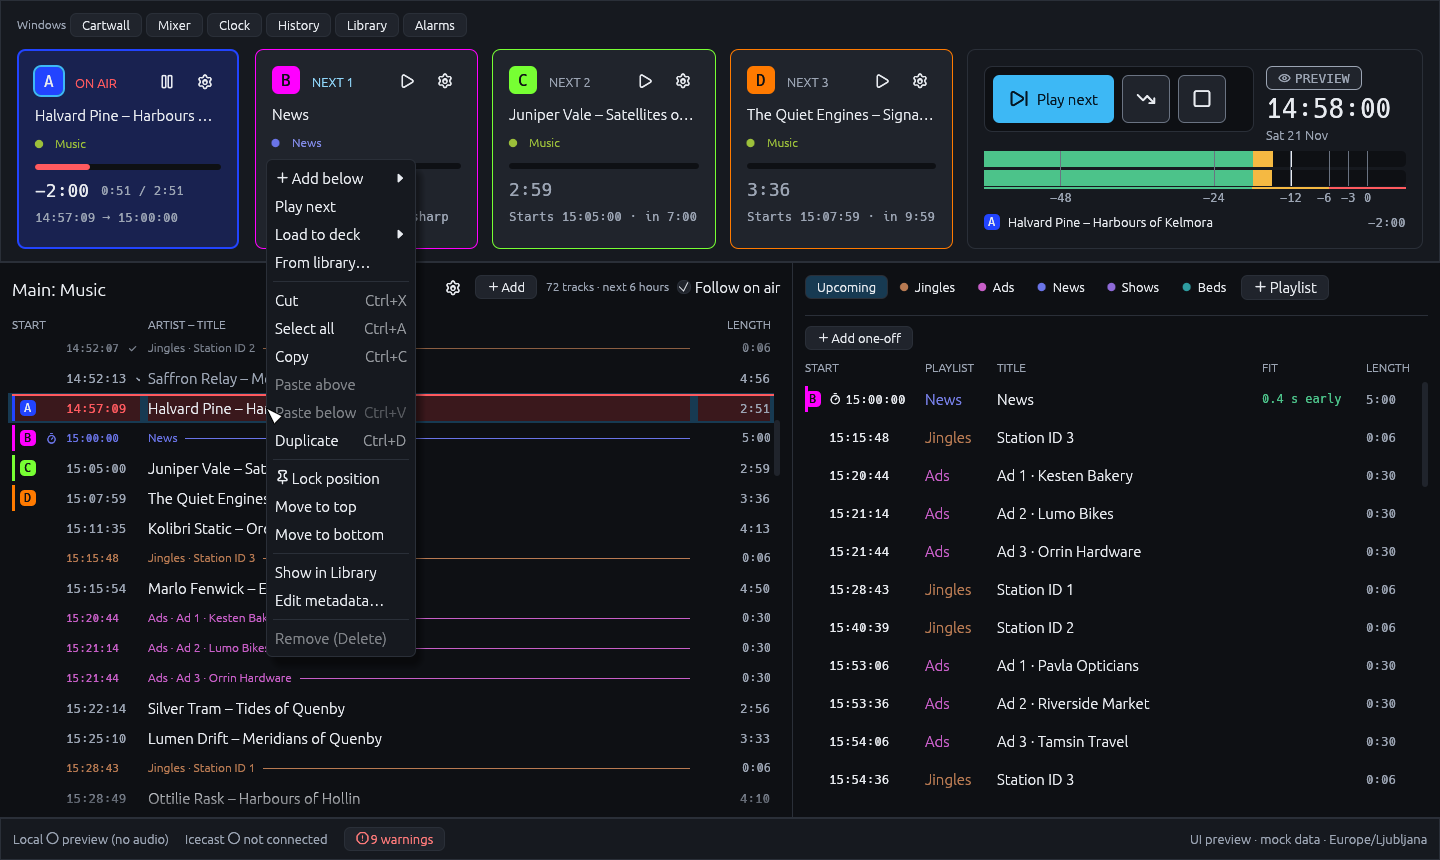 Windows Cartwall Mixer Clock History Library Alarms
A ON AIR
Halvard Pine – Harbours …
Music
−2:00 0:51 / 2:51
14:57:09 → 15:00:00
B NEXT 1
News
News
sharp
C NEXT 2
Juniper Vale – Satellites o…
Music
2:59
Starts 15:05:00 · in 7:00
D NEXT 3
The Quiet Engines – Signa…
Music
3:36
Starts 15:07:59 · in 9:59
Play next
PREVIEW
14:58:00
Sat 21 Nov
−48 −24 −12 −6 −3 0
A Halvard Pine – Harbours of Kelmora −2:00
Main: Music
+ Add 72 tracks · next 6 hours Follow on air
START ARTIST – TITLE LENGTH
14:52:07 Jingles · Station ID 2 0:06
14:52:13 Saffron Relay – 4:56
A 14:57:09 Halvard Pine – 2:51
B 15:00:00 News 5:00
C 15:05:00 Juniper Vale – 2:59
D 15:07:59 The Quiet Engines 3:36
15:11:35 Kolibri Static – 4:13
15:15:48 Jingles · Station ID 3 0:06
15:15:54 Marlo Fenwick – 4:50
15:20:44 Ads · Ad 1 · Kesten 0:30
15:21:14 Ads · Ad 2 · Lumo Bikes 0:30
15:21:44 Ads · Ad 3 · Orrin Hardware 0:30
15:22:14 Silver Tram – Tides of Quenby 2:56
15:25:10 Lumen Drift – Meridians of Quenby 3:33
15:28:43 Jingles · Station ID 1 0:06
15:28:49 Ottilie Rask – Harbours of Hollin 4:10
+ Add below
Play next
Load to deck
From library…
Cut Ctrl+X
Select all Ctrl+A
Copy Ctrl+C
Paste above
Paste below Ctrl+V
Duplicate Ctrl+D
Lock position
Move to top
Move to bottom
Show in Library
Edit metadata…
Remove (Delete)
Upcoming Jingles Ads News Shows Beds + Playlist
+ Add one-off
START PLAYLIST TITLE FIT LENGTH
B 15:00:00 News News 0.4 s early 5:00
15:15:48 Jingles Station ID 3 0:06
15:20:44 Ads Ad 1 · Kesten Bakery 0:30
15:21:14 Ads Ad 2 · Lumo Bikes 0:30
15:21:44 Ads Ad 3 · Orrin Hardware 0:30
15:28:43 Jingles Station ID 1 0:06
15:40:39 Jingles Station ID 2 0:06
15:53:06 Ads Ad 1 · Pavla Opticians 0:30
15:53:36 Ads Ad 2 · Riverside Market 0:30
15:54:06 Ads Ad 3 · Tamsin Travel 0:30
15:54:36 Jingles Station ID 3 0:06
Local preview (no audio) Icecast not connected 9 warnings
UI preview · mock data · Europe/Ljubljana